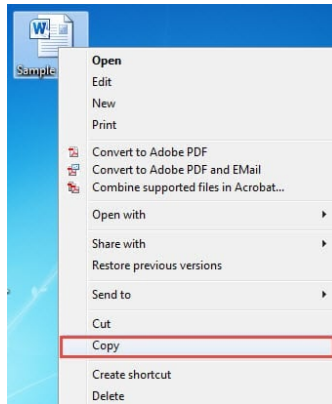 W
Sample
Open
Edit
New
Print
Convert to Adobe PDF
Convert to Adobe PDF and EMail
Combine supported files in Acrobat...
Open with
Share with
Restore previous versions
Send to
Cut
Copy
Create shortcut
Delete